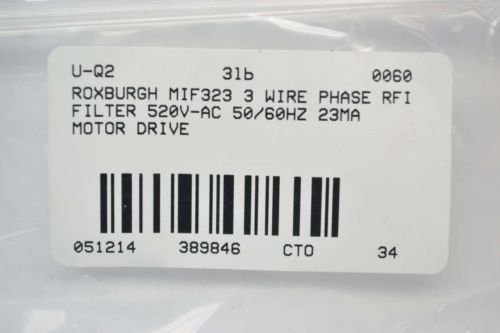 U-Q2 31b 0060
ROXBURGH MIF323 3 WIRE PHASE RFI
FILTER 520V-AC 50/60HZ 23MA
MOTOR DRIVE
051214 389846 CTO 34